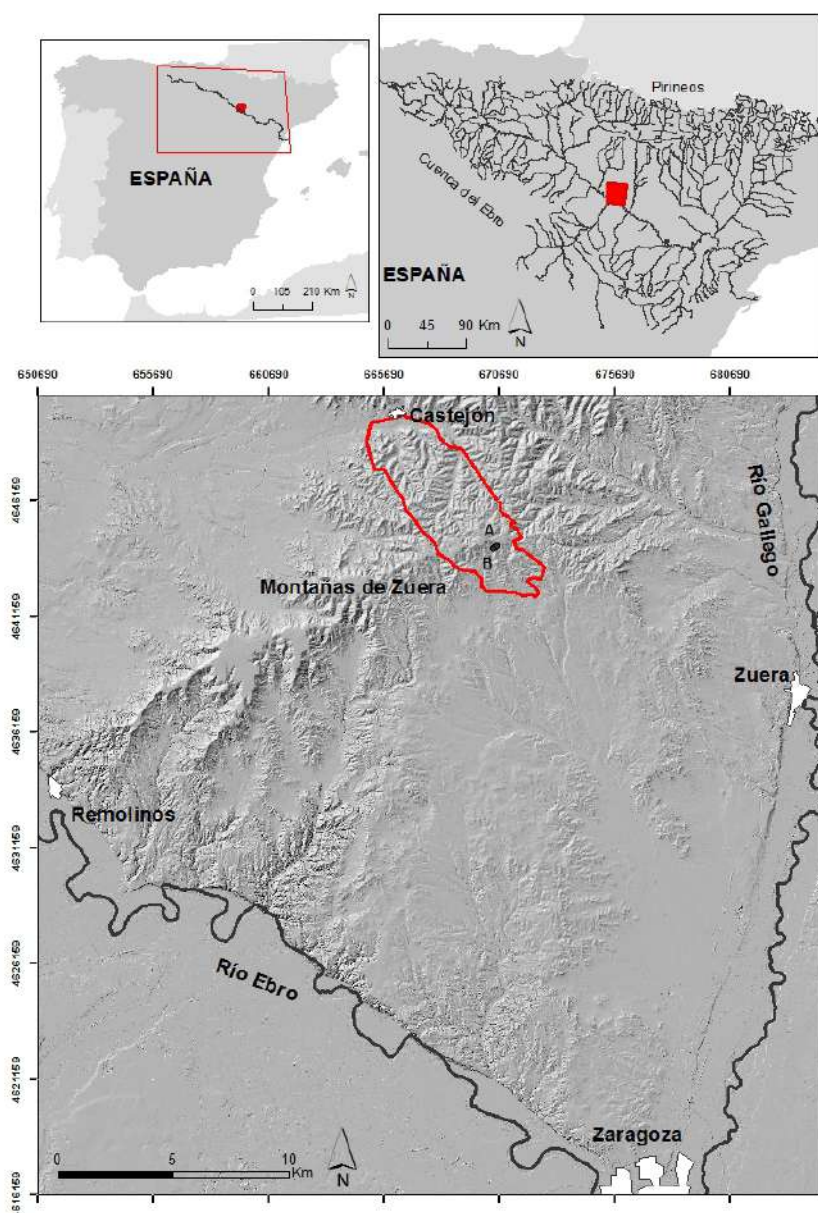 ESPAÑA
0 105 210 Km
N
Pirineos
Cuenca del Ebro
ESPAÑA
0 45 90 Km
N
650690 655690 660690 665690 670690 675690 680690
Castejón
Río Gallego
4646159
A
B
Montañas de Zuera
4641159
Zuera
4636159
Remolinos
4631159
Río Ebro
4626159
4621159
Zaragoza
0 5 10
Km
N
4616159